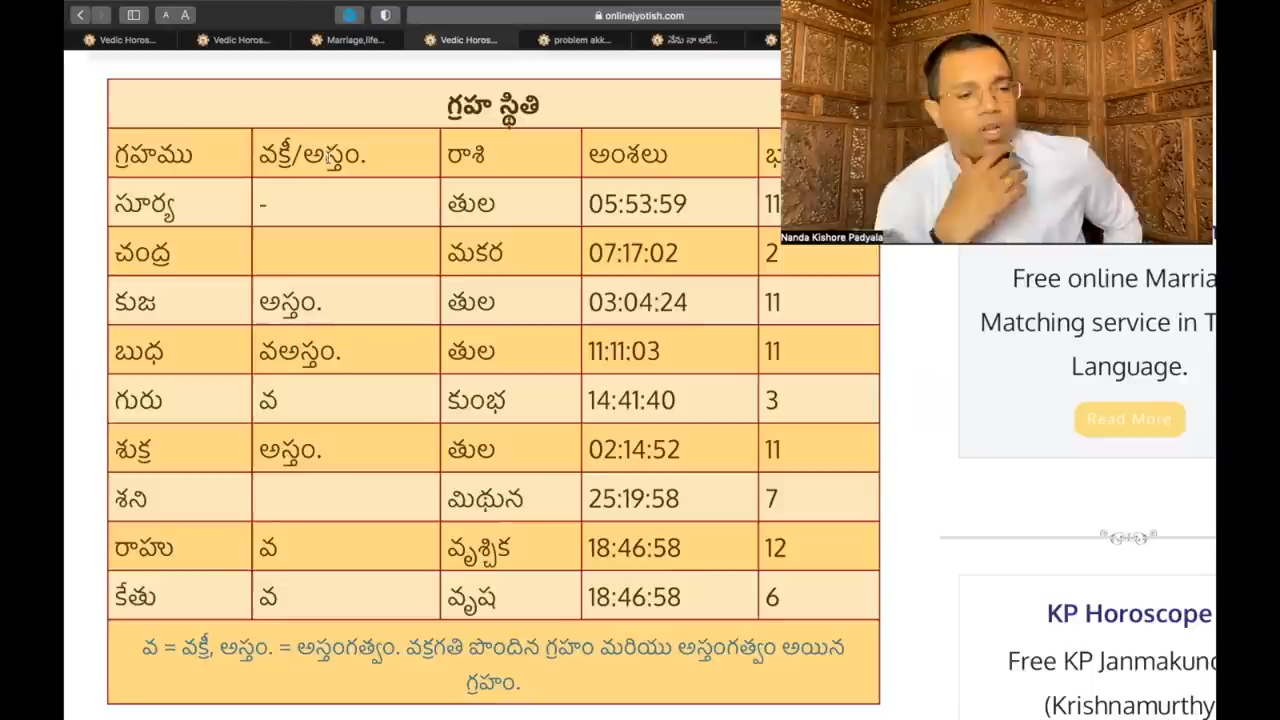 A A
onlinejyotish.com
Vedic Horos...
Vedic Horos...
Marriage,life...
Vedic Horos...
problem akk...
నేను నా ఆరే...
గ్రహ స్థితి
గ్రహము వక్రీ/అస్తం. రాశి అంశలు
సూర్య - తుల 05:53:59 11
చంద్ర మకర 07:17:02 2
కుజ అస్తం. తుల 03:04:24 11
బుధ వఅస్తం. తుల 11:11:03 11
గురు వ కుంభ 14:41:40 3
శుక్ర అస్తం. తుల 02:14:52 11
శని మిథున 25:19:58 7
రాహు వ వృశ్చిక 18:46:58 12
కేతు వ వృష 18:46:58 6
వ = వక్రీ, అస్తం. = అస్తంగత్వం. వక్రగతి పొందిన గ్రహం మరియు అస్తంగత్వం అయిన
గ్రహం.
Nanda Kishore Padyala
Free online Marria
Matching service in T
Language.
Read More
KP Horoscope
Free KP Janmakunc
(Krishnamurthy